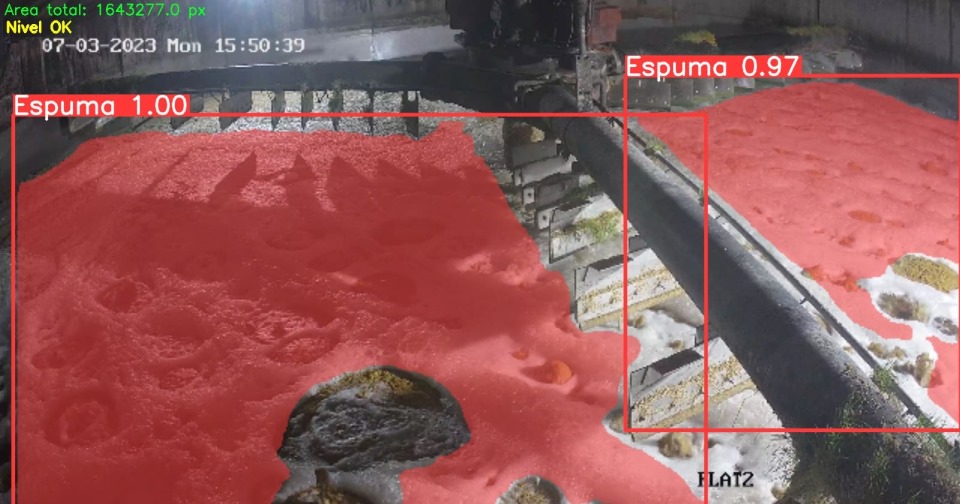 Area total: 1643277.0 px
Nivel OK
07-03-2023 Mon 15:50:39
Espuma 0.97
Espuma 1.00
FLAT2